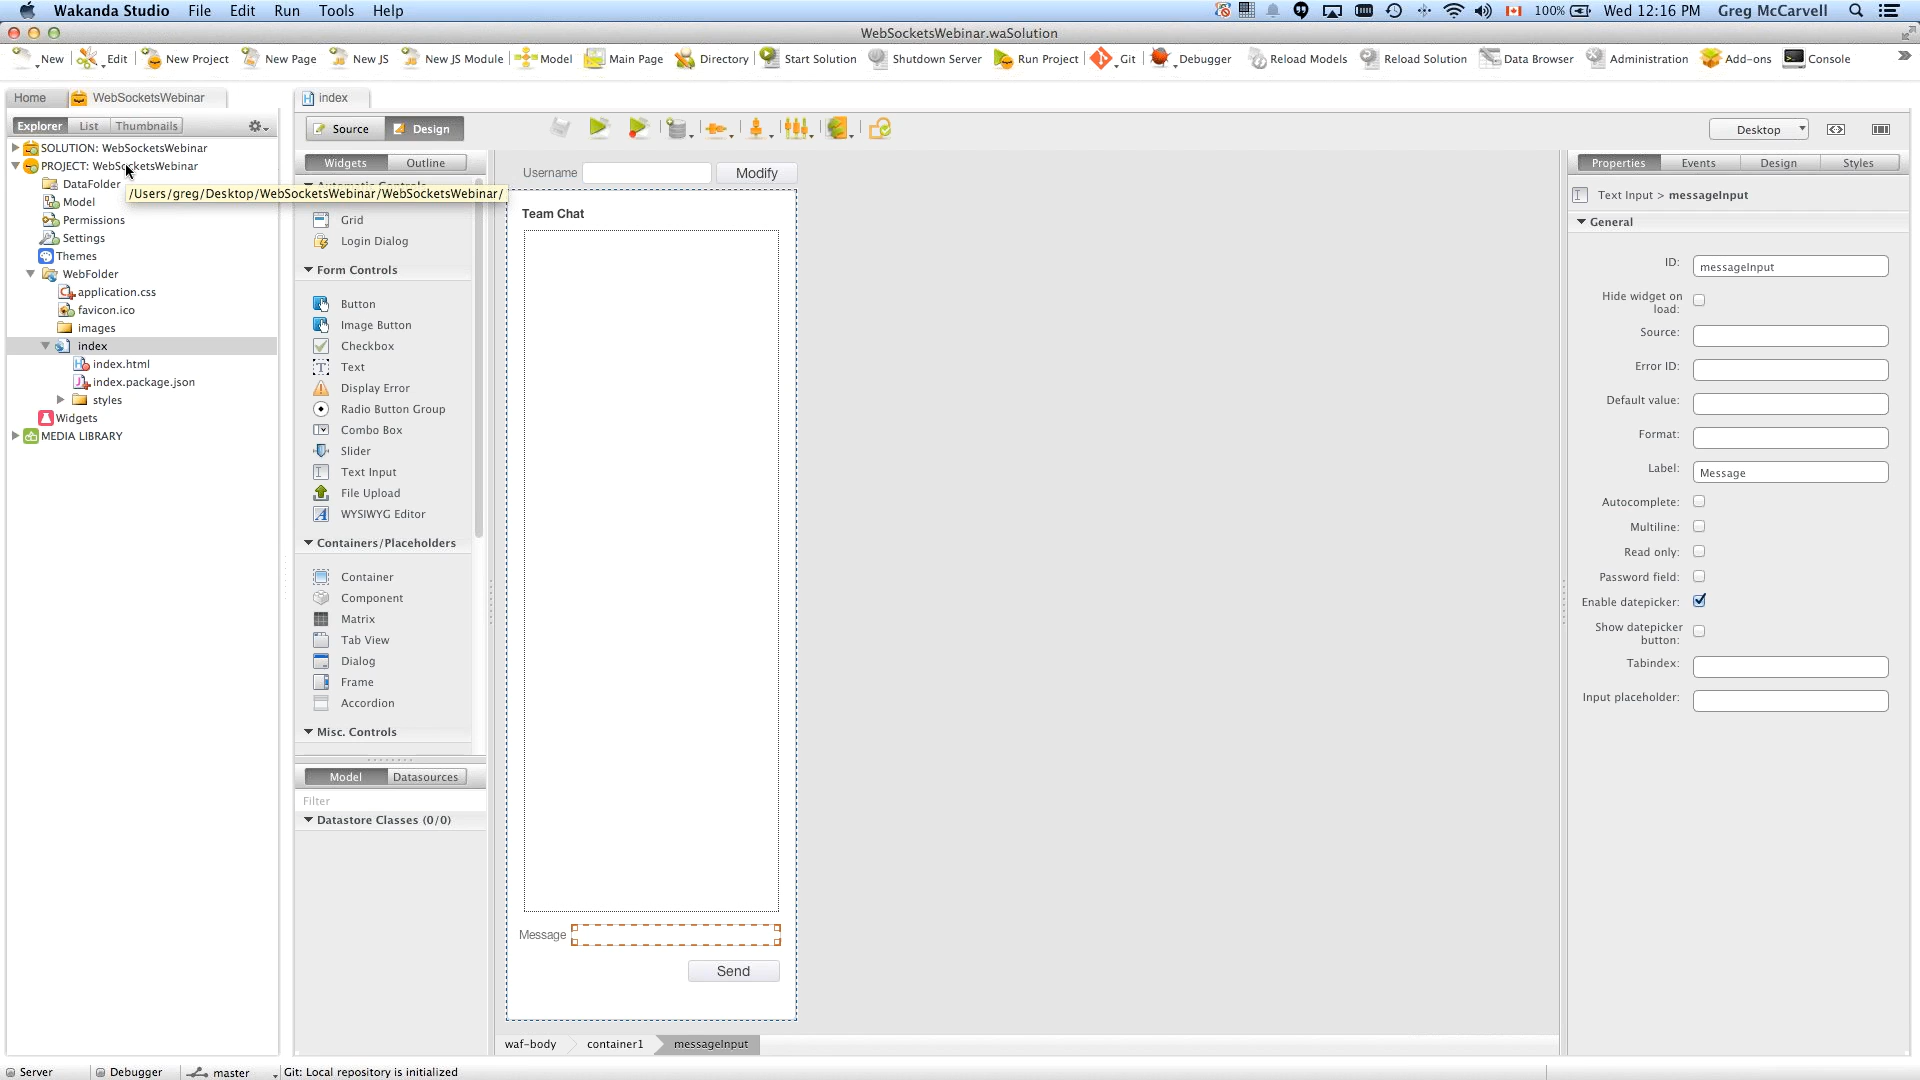 Wakanda Studio File Edit Run Tools Help 100% Wed 12:16 PM Greg McCarvell
WebSocketsWebinar.waSolution
New Edit New Project New Page New JS New JS Module Model Main Page Directory Start Solution Shutdown Server Run Project Git Debugger Reload Models Reload Solution Data Browser Administration Add-ons Console
Home WebSocketsWebinar index
Explorer List Thumbnails Source Design Desktop
SOLUTION: WebSocketsWebinar
PROJECT: WebSocketsWebinar
DataFolder
/Users/greg/Desktop/WebSocketsWebinar/WebSocketsWebinar/
Model
Permissions
Settings
Themes
WebFolder
application.css
favicon.ico
images
index
index.html
index.package.json
styles
Widgets
MEDIA LIBRARY
Widgets Outline
Grid
Login Dialog
Form Controls
Button
Image Button
Checkbox
Text
Display Error
Radio Button Group
Combo Box
Slider
Text Input
File Upload
WYSIWYG Editor
Containers/Placeholders
Container
Component
Matrix
Tab View
Dialog
Frame
Accordion
Misc. Controls
Model Datasources
Filter
Datastore Classes (0/0)
Username Modify
Team Chat
Message
Send
waf-body container1 messageInput
Properties Events Design Styles
Text Input > messageInput
General
ID: messageInput
Hide widget on
load:
Source:
Error ID:
Default value:
Format:
Label: Message
Autocomplete:
Multiline:
Read only:
Password field:
Enable datepicker:
Show datepicker
button:
Tabindex:
Input placeholder:
Server Debugger master Git: Local repository is initialized